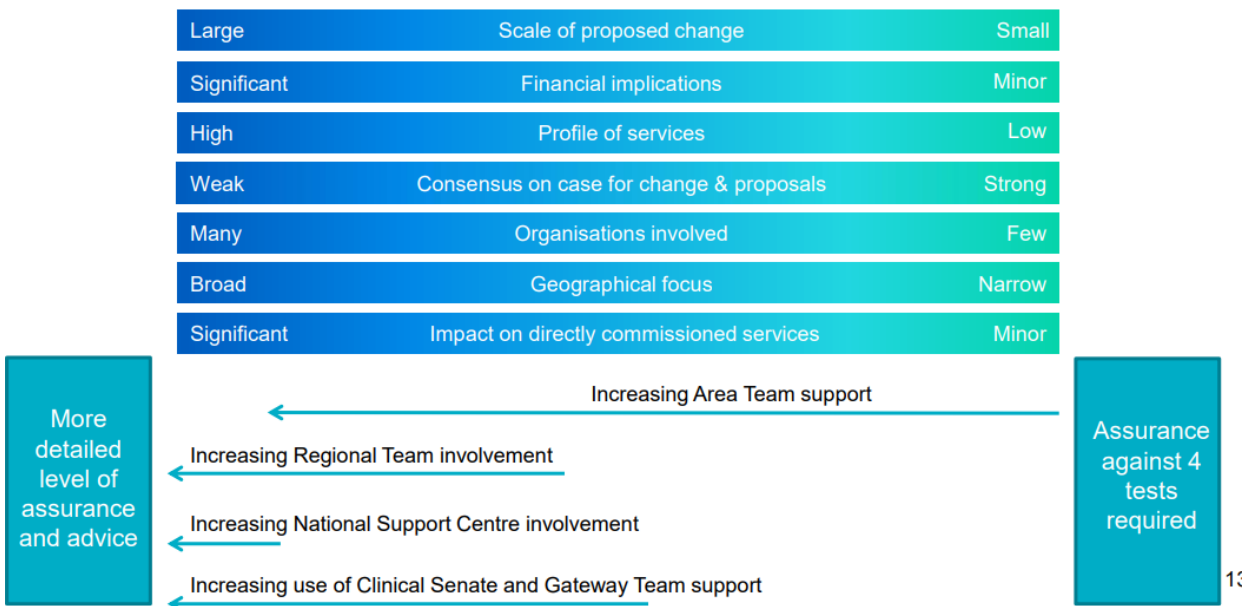 Large Scale of proposed change Small
Significant Financial implications Minor
High Profile of services Low
Weak Consensus on case for change & proposals Strong
Many Organisations involved Few
Broad Geographical focus Narrow
Significant Impact on directly commissioned services Minor
More
detailed
level of
assurance
and advice
Increasing Area Team support
Increasing Regional Team involvement
Increasing National Support Centre involvement
Increasing use of Clinical Senate and Gateway Team support
Assurance
against 4
tests
required
13